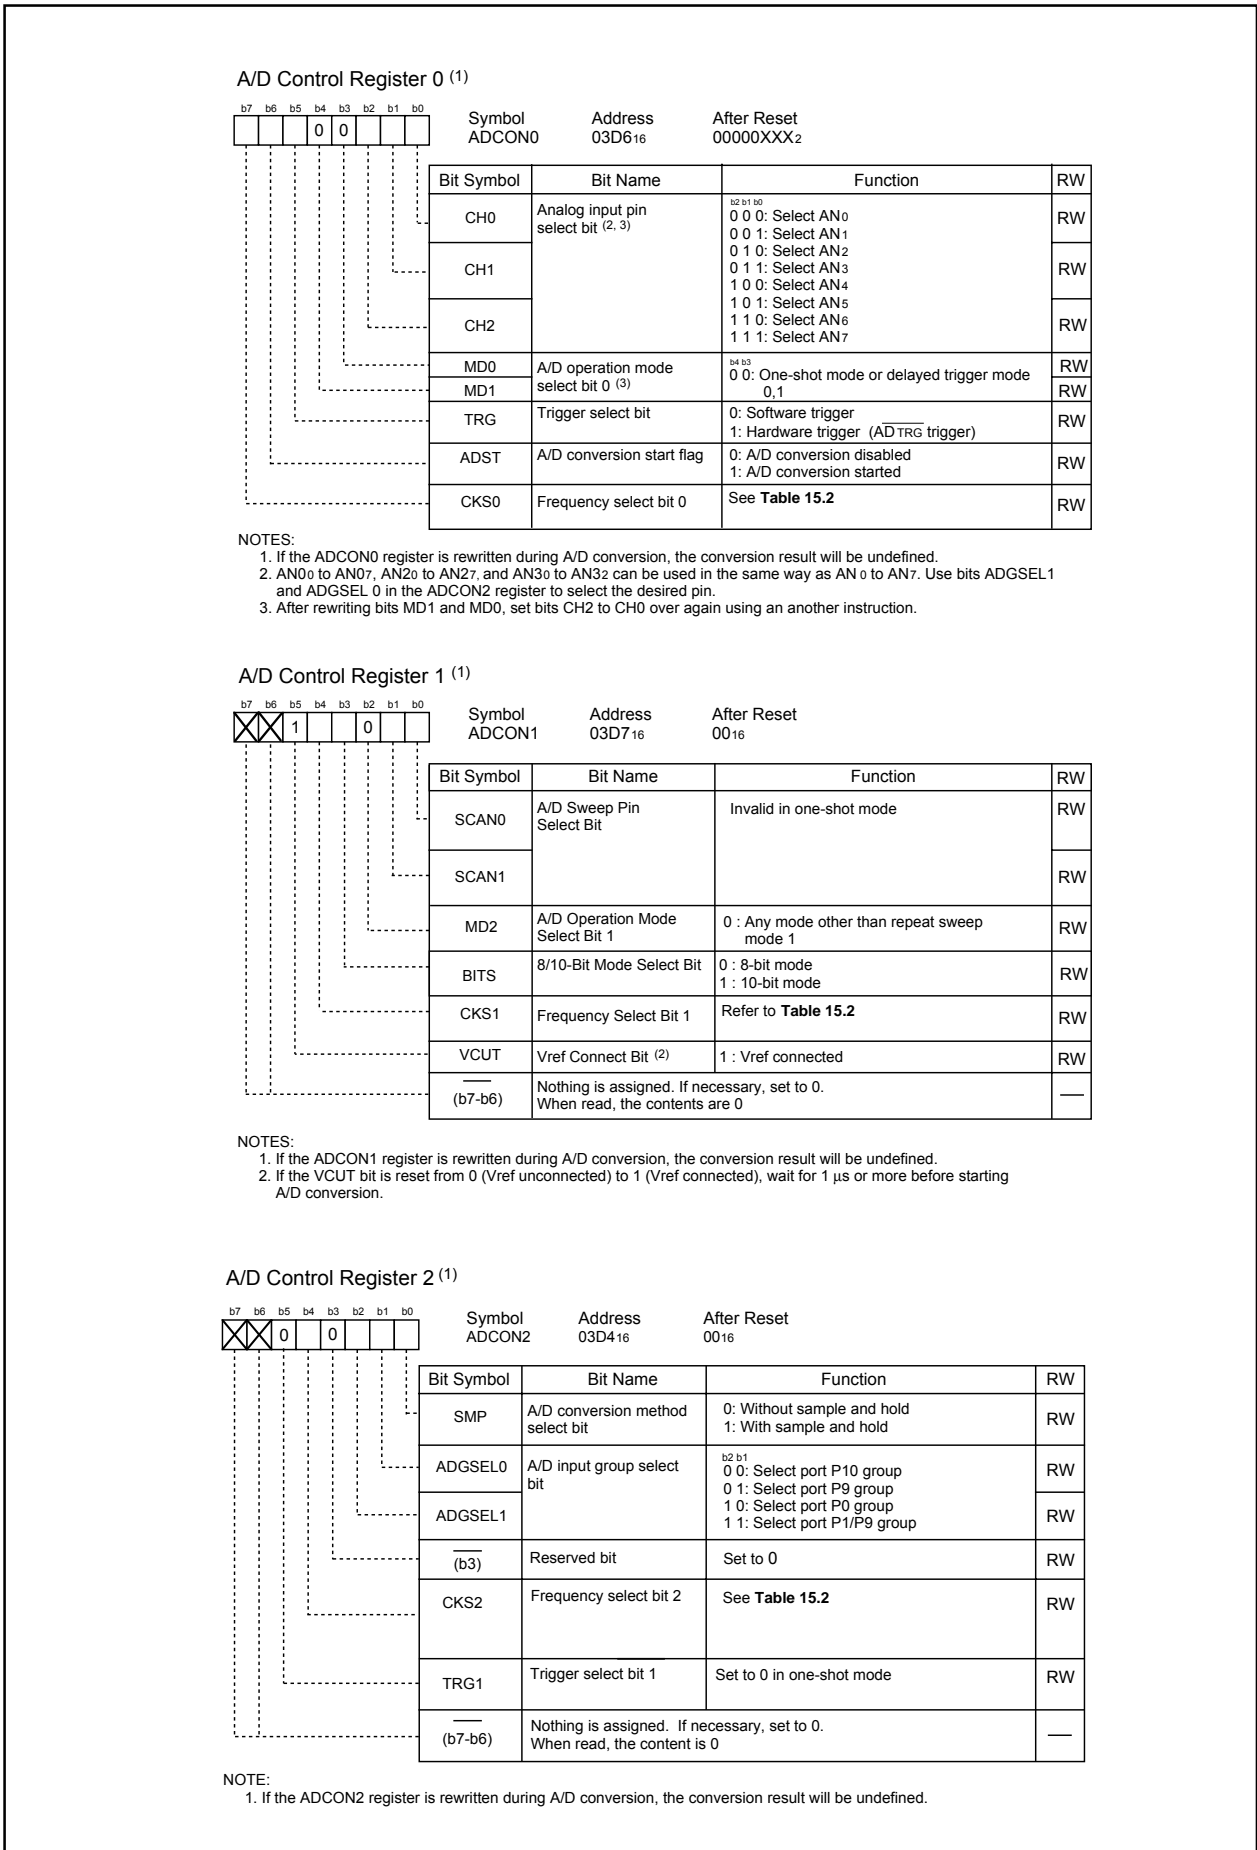 A/D Control Register 0 (1)
b7 b6 b5 b4 b3 b2 b1 b0
0 0
Symbol Address After Reset
ADCON0 03D616 00000XXX2
Bit Symbol Bit Name Function RW
CH0 Analog input pin select bit (2, 3) RW
b2 b1 b0
0 0 0: Select AN0
0 0 1: Select AN1
0 1 0: Select AN2
CH1 0 1 1: Select AN3 RW
1 0 0: Select AN4
1 0 1: Select AN5
CH2 1 1 0: Select AN6 RW
1 1 1: Select AN7
MD0 A/D operation mode RW
MD1 select bit 0 (3) RW
b4 b3
0 0: One-shot mode or delayed trigger mode
0,1
TRG Trigger select bit 0: Software trigger RW
1: Hardware trigger (ADTRG trigger)
ADST A/D conversion start flag 0: A/D conversion disabled RW
1: A/D conversion started
CKS0 Frequency select bit 0 See Table 15.2 RW
NOTES:
1. If the ADCON0 register is rewritten during A/D conversion, the conversion result will be undefined.
2. AN00 to AN07, AN20 to AN27, and AN30 to AN32 can be used in the same way as AN 0 to AN7. Use bits ADGSEL1
and ADGSEL 0 in the ADCON2 register to select the desired pin.
3. After rewriting bits MD1 and MD0, set bits CH2 to CH0 over again using an another instruction.
A/D Control Register 1 (1)
b7 b6 b5 b4 b3 b2 b1 b0
1 0
Symbol Address After Reset
ADCON1 03D716 0016
Bit Symbol Bit Name Function RW
SCAN0 A/D Sweep Pin Invalid in one-shot mode RW
Select Bit
SCAN1 RW
MD2 A/D Operation Mode 0 : Any mode other than repeat sweep RW
Select Bit 1 mode 1
BITS 8/10-Bit Mode Select Bit 0 : 8-bit mode RW
1 : 10-bit mode
CKS1 Frequency Select Bit 1 Refer to Table 15.2 RW
VCUT Vref Connect Bit (2) 1 : Vref connected RW
(b7-b6) Nothing is assigned. If necessary, set to 0. —
When read, the contents are 0
NOTES:
1. If the ADCON1 register is rewritten during A/D conversion, the conversion result will be undefined.
2. If the VCUT bit is reset from 0 (Vref unconnected) to 1 (Vref connected), wait for 1 µs or more before starting
A/D conversion.
A/D Control Register 2 (1)
b7 b6 b5 b4 b3 b2 b1 b0
0 0
Symbol Address After Reset
ADCON2 03D416 0016
Bit Symbol Bit Name Function RW
SMP A/D conversion method 0: Without sample and hold RW
select bit 1: With sample and hold
ADGSEL0 A/D input group select RW
bit
b2 b1
0 0: Select port P10 group
0 1: Select port P9 group
ADGSEL1 1 0: Select port P0 group RW
1 1: Select port P1/P9 group
(b3) Reserved bit Set to 0 RW
CKS2 Frequency select bit 2 See Table 15.2 RW
TRG1 Trigger select bit 1 Set to 0 in one-shot mode RW
(b7-b6) Nothing is assigned. If necessary, set to 0. —
When read, the content is 0
NOTE:
1. If the ADCON2 register is rewritten during A/D conversion, the conversion result will be undefined.